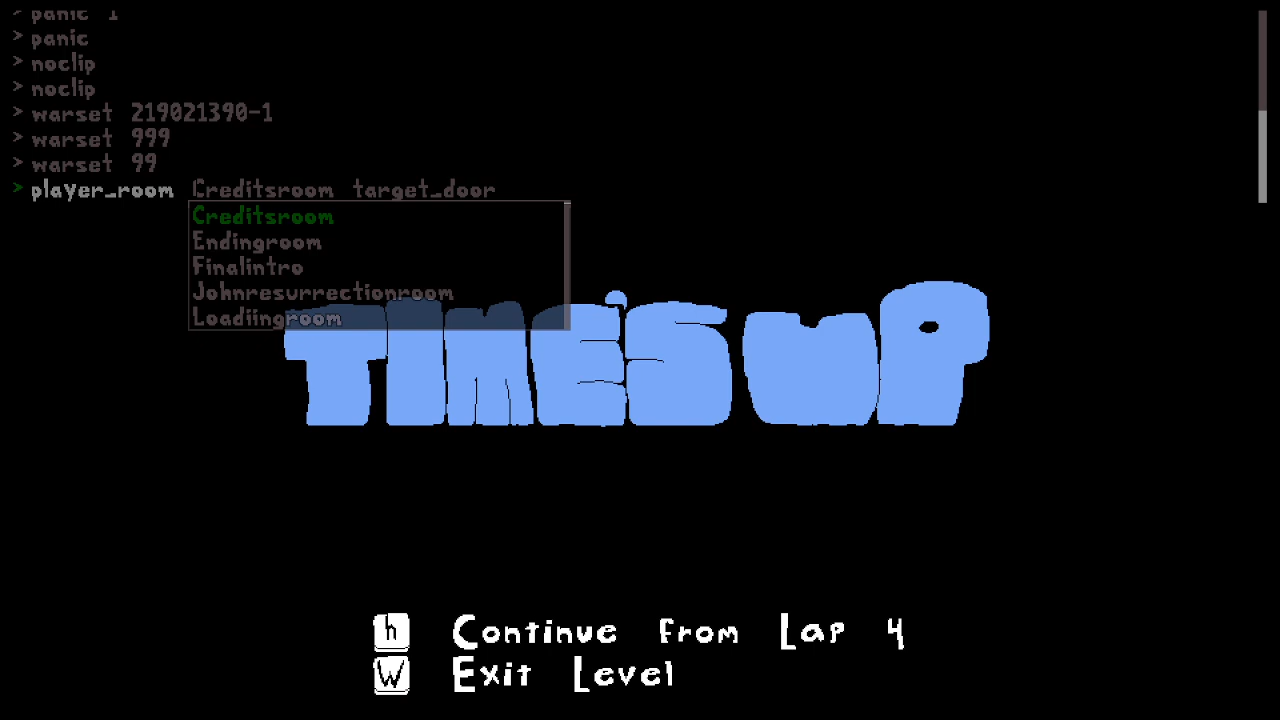 > panic 1
> panic
> noclip
> noclip
> warset 219021390-1
> warset 999
> warset 99
> player_room Creditsroom target_door
Creditsroom
Endingroom
Finalintro
Johnresurrectionroom
Loadiingroom
TIME'S UP
h Continue from Lap 4
W Exit Level